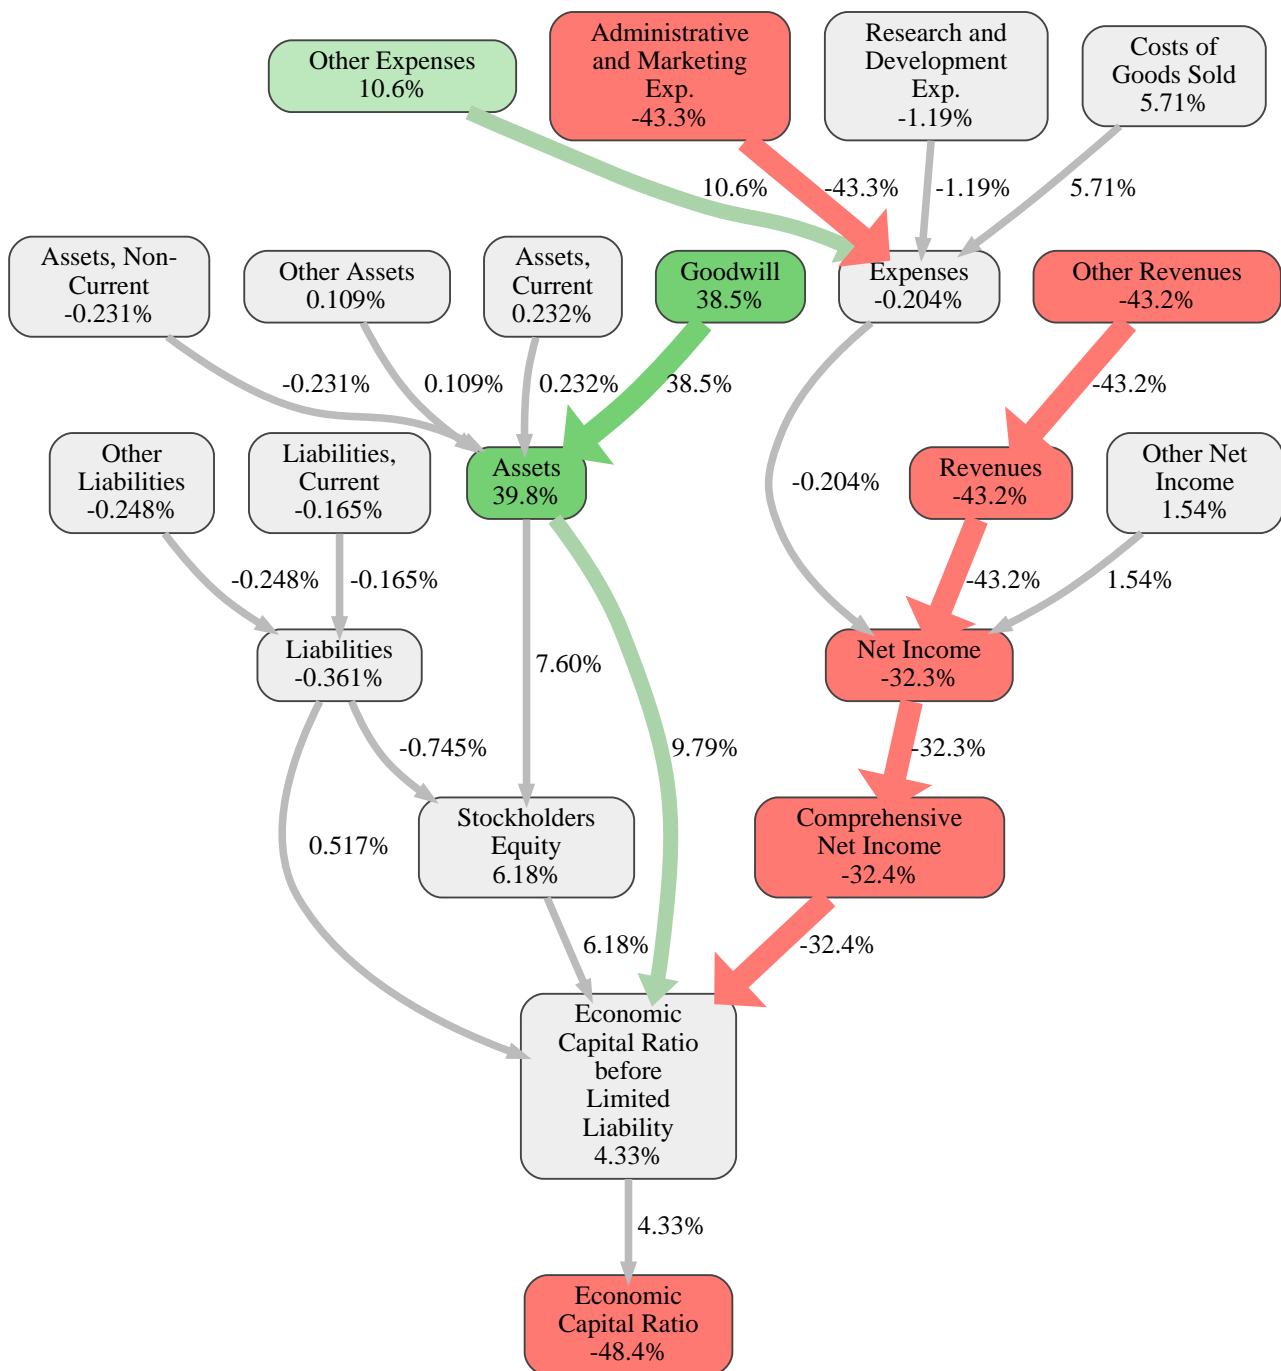 Other Expenses
10.6%
Administrative
and Marketing
Exp.
-43.3%
Research and
Development
Exp.
-1.19%
Costs of
Goods Sold
5.71%
10.6%
-43.3%
-1.19%
5.71%
Assets, Non-
Current
-0.231%
Other Assets
0.109%
Assets,
Current
0.232%
Goodwill
38.5%
Expenses
-0.204%
Other Revenues
-43.2%
-0.231%
0.109%
0.232%
38.5%
-43.2%
Other
Liabilities
-0.248%
Liabilities,
Current
-0.165%
Assets
39.8%
-0.204%
Revenues
-43.2%
Other Net
Income
1.54%
-0.248%
-0.165%
-43.2%
1.54%
Liabilities
-0.361%
7.60%
Net Income
-32.3%
-0.745%
9.79%
-32.3%
0.517%
Stockholders
Equity
6.18%
Comprehensive
Net Income
-32.4%
6.18%
-32.4%
Economic
Capital Ratio
before
Limited
Liability
4.33%
4.33%
Economic
Capital Ratio
-48.4%